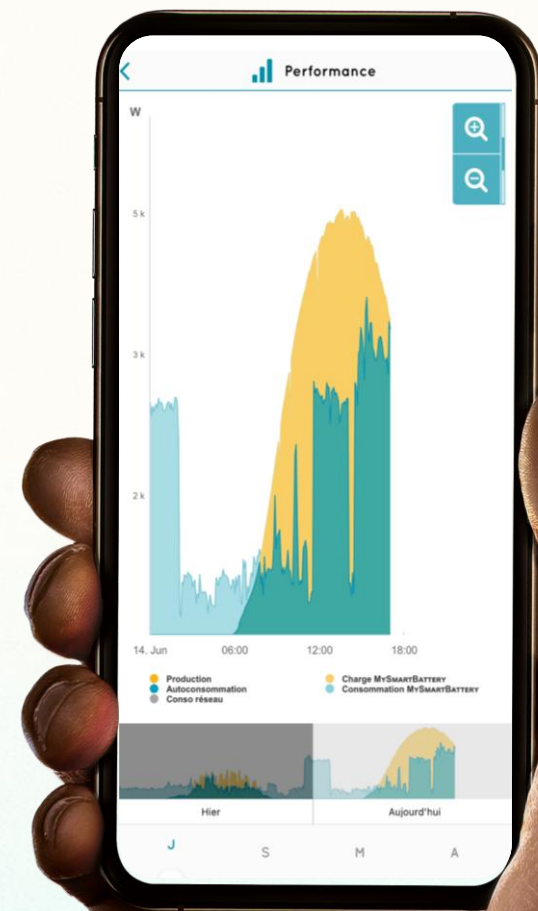 Performance
W
5 k
3 k
2 k
14. Jun 06:00 12:00 18:00
Production
Autoconsommation
Conso réseau
Charge MYSMARTBATTERY
Consommation MYSMARTBATTERY
Hier Aujourd'hui
J S M A